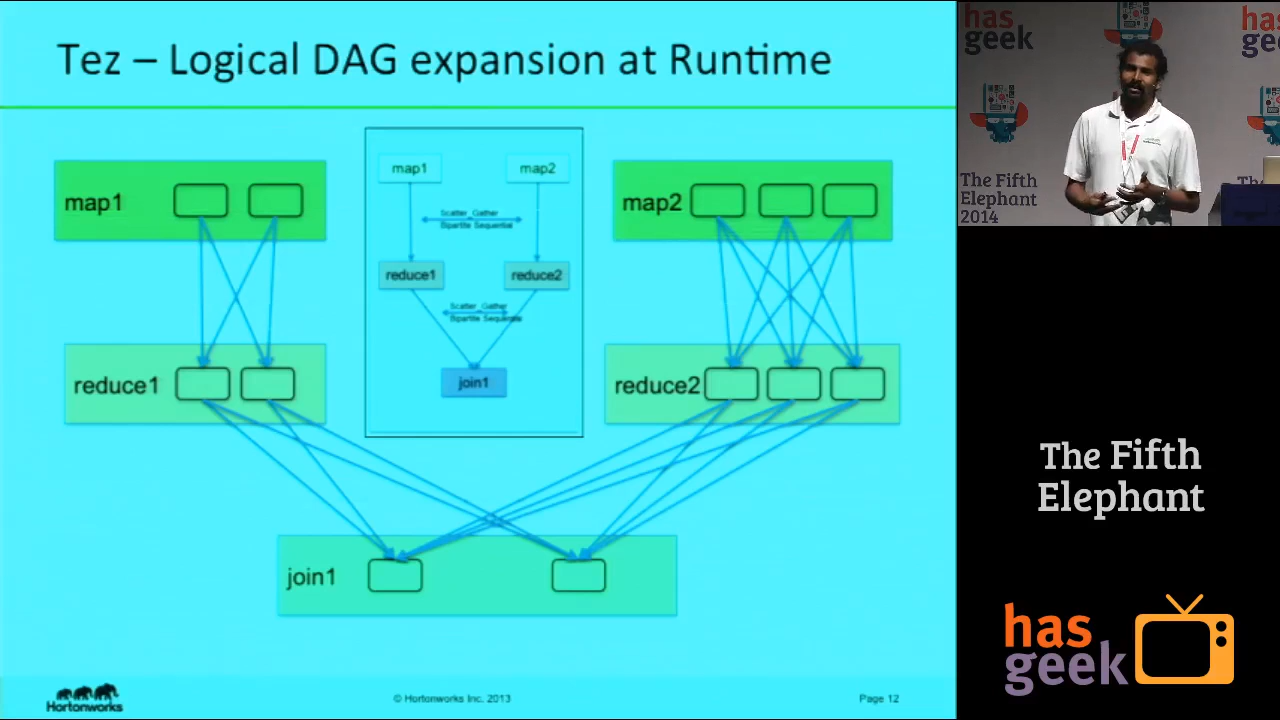 Tez – Logical DAG expansion at Runtime
map1
map2
Scatter_Gather
Bipartite Sequential
reduce1
reduce2
Scatter_Gather
Bipartite Sequential
join1
map1
map2
reduce1
reduce2
join1
Hortonworks
© Hortonworks Inc. 2013
Page 12
has
geek
has
The Fifth
Elephant
2014
The Fifth
Elephant
has
geek